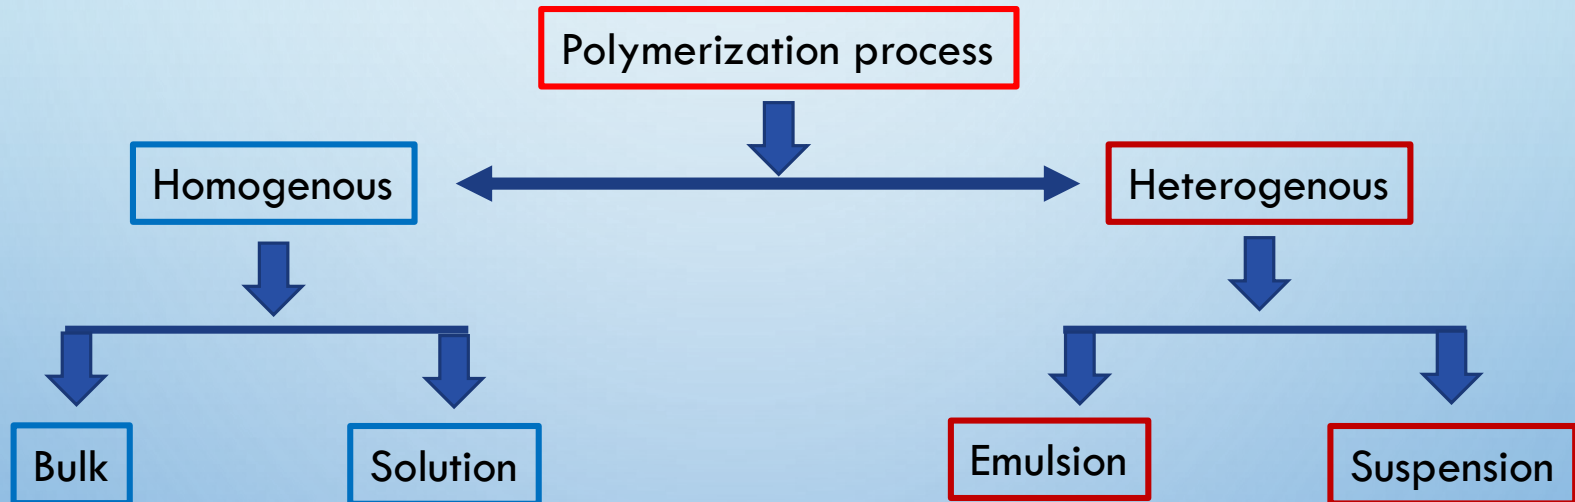 Polymerization process
Homogenous
Heterogenous
Bulk
Solution
Emulsion
Suspension